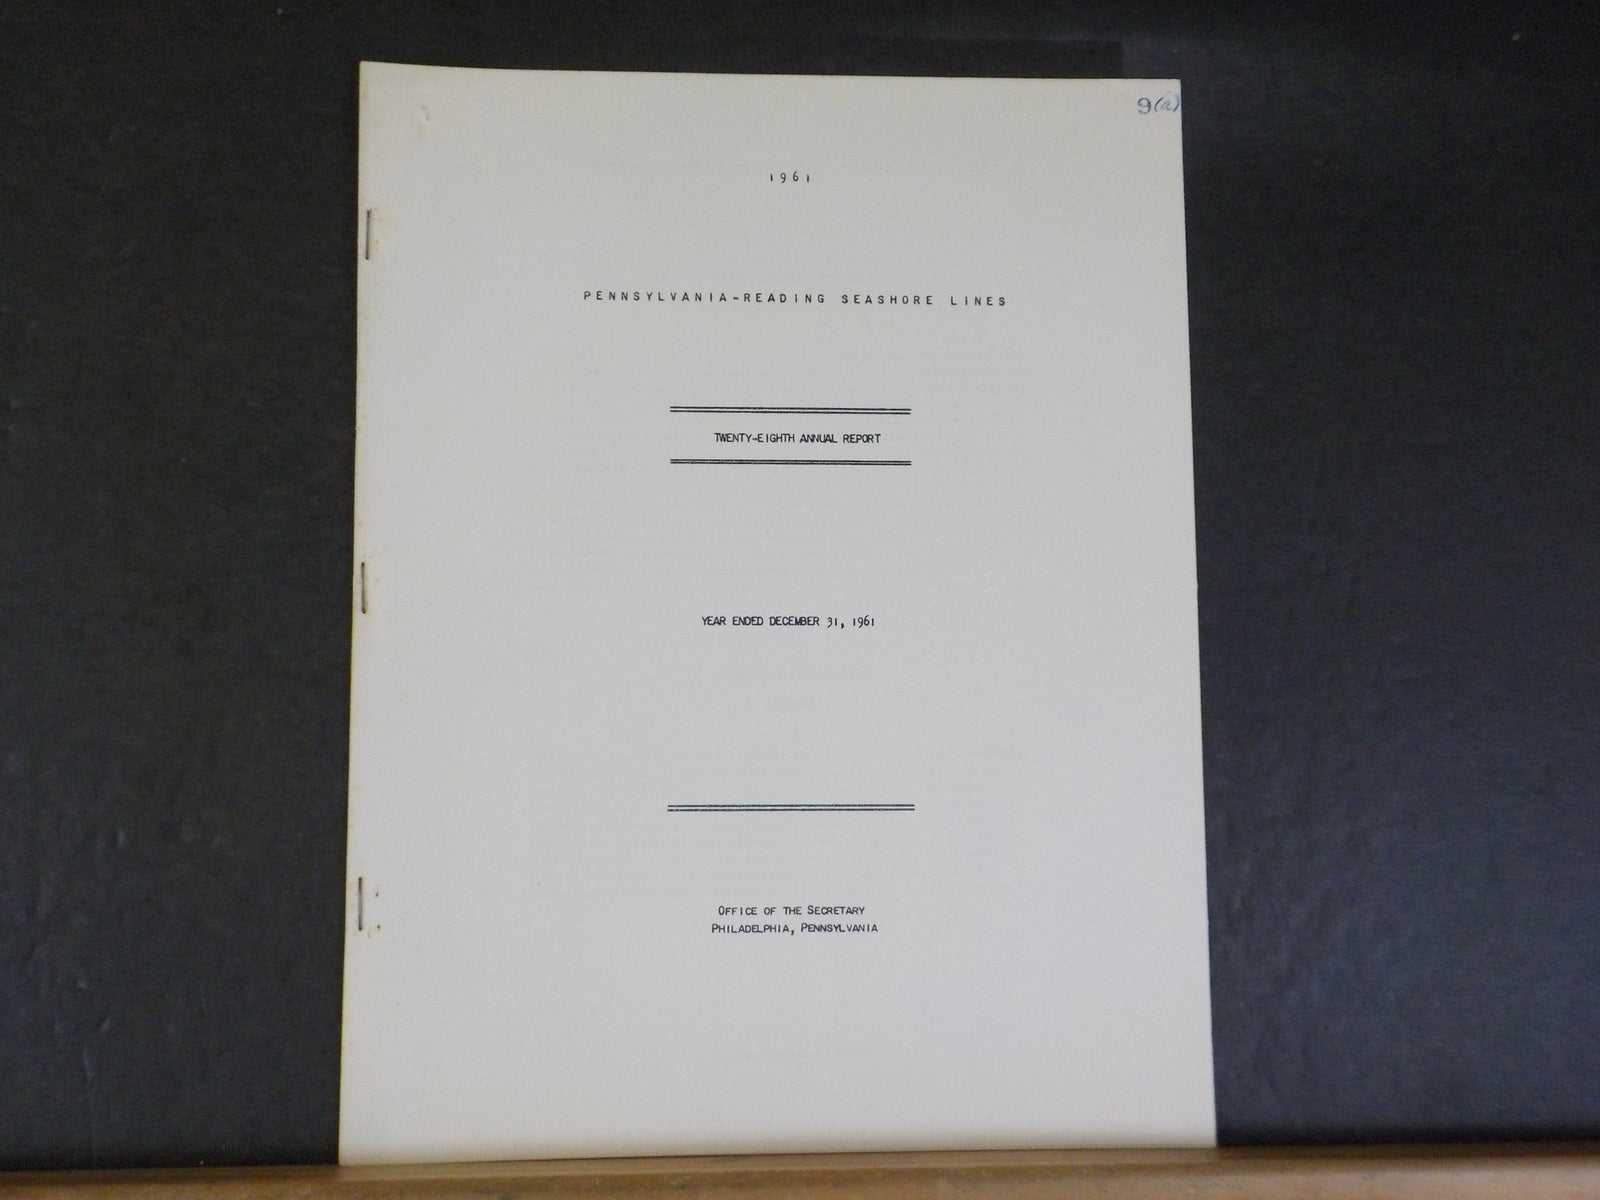 9(a)
1961
PENNSYLVANIA-READING SEASHORE LINES
TWENTY-EIGHTH ANNUAL REPORT
YEAR ENDED DECEMBER 31, 1961
OFFICE OF THE SECRETARY
PHILADELPHIA, PENNSYLVANIA